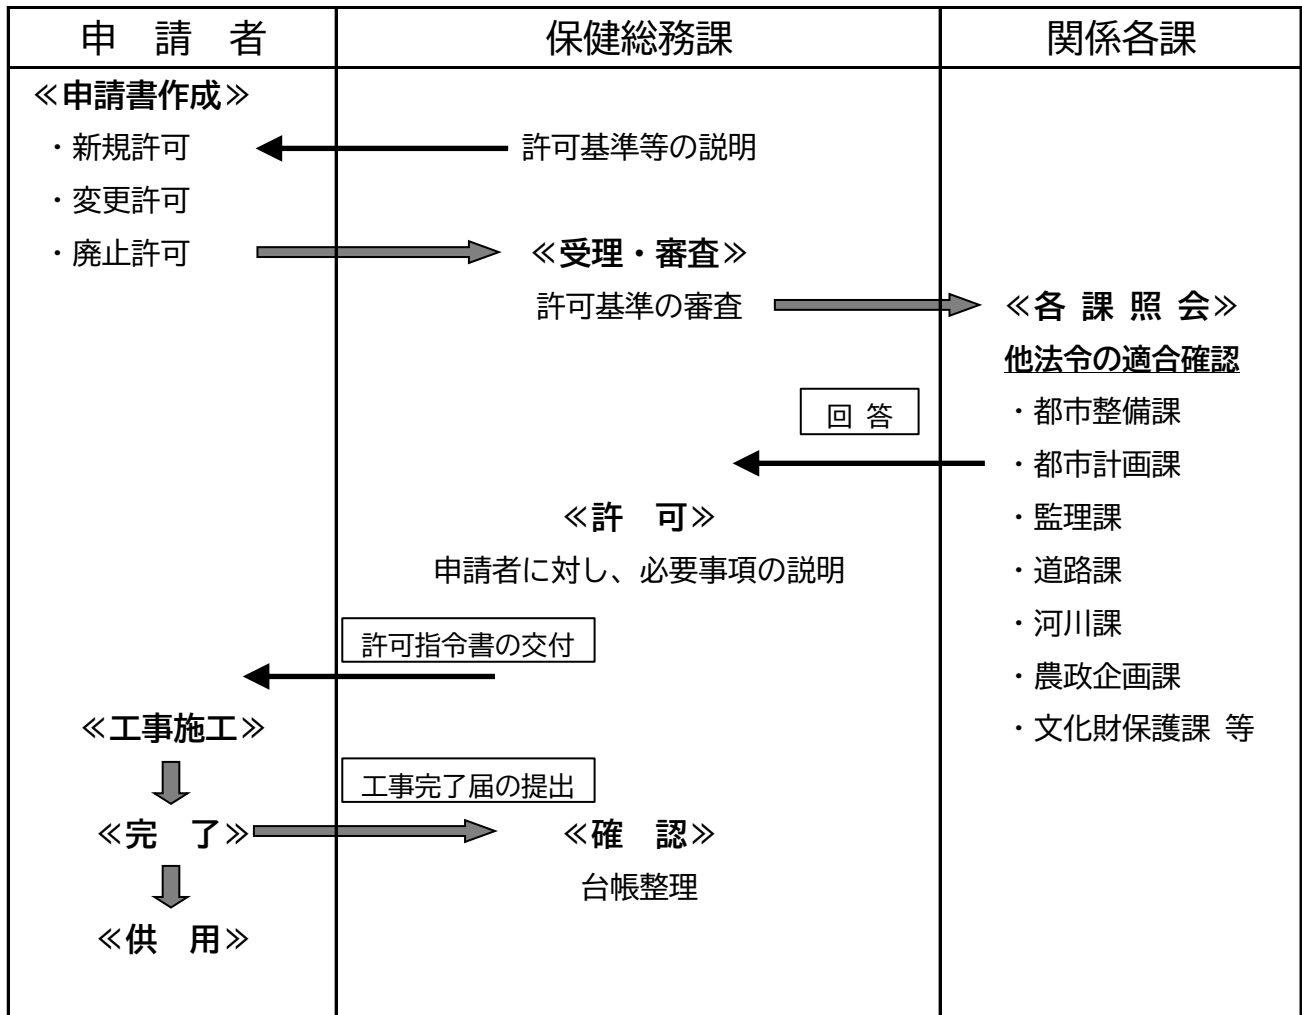 申　請　者
保健総務課
関係各課
≪申請書作成≫
・新規許可
許可基準等の説明
・変更許可
・廃止許可
≪受理・審査≫
許可基準の審査
≪各 課 照 会≫
他法令の適合確認
回 答
・都市整備課
・都市計画課
≪許　可≫
・監理課
申請者に対し、必要事項の説明
・道路課
許可指令書の交付
・河川課
・農政企画課
≪工事施工≫
・文化財保護課 等
工事完了届の提出
≪完　了≫
≪確　認≫
台帳整理
≪供　用≫